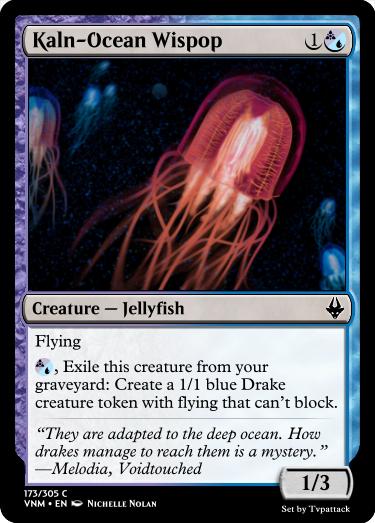 Kaln-Ocean Wispop 1
Creature — Jellyfish
Flying
, Exile this creature from your
graveyard: Create a 1/1 blue Drake
creature token with flying that can't block.
"They are adapted to the deep ocean. How
drakes manage to reach them is a mystery."
—Melodia, Voidtouched
1/3
173/305 C
VNM • EN Nichelle Nolan
Set by Tvpattack